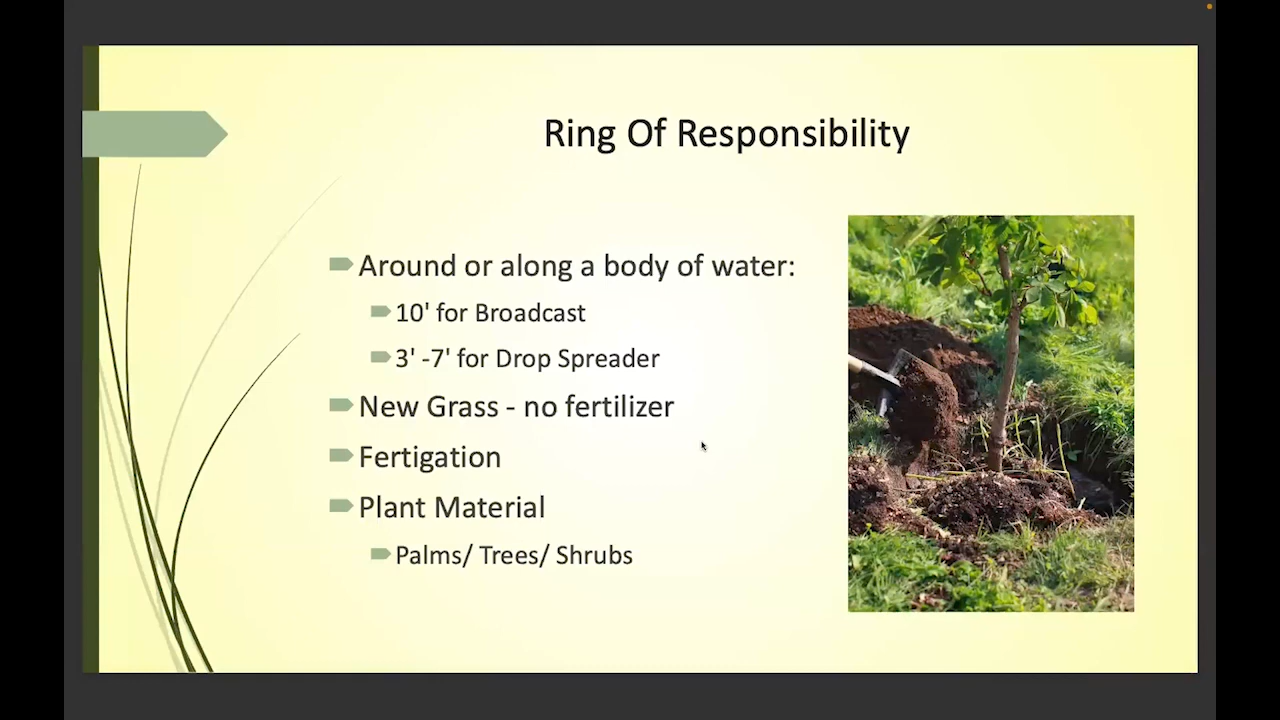 Ring Of Responsibility
Around or along a body of water:
10' for Broadcast
3' -7' for Drop Spreader
New Grass - no fertilizer
Fertigation
Plant Material
Palms/ Trees/ Shrubs